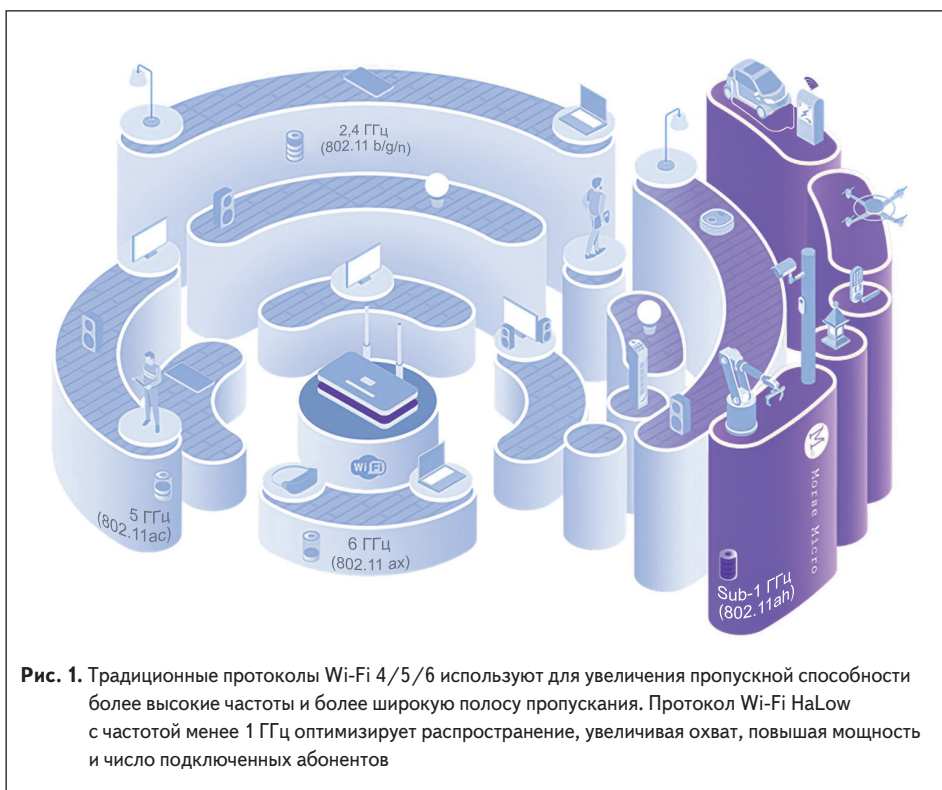 2,4 ГГц
(802.11 b/g/n)
5 ГГц
(802.11ac)
WiFi
6 ГГц
(802.11 ax)
Morse Micro
Sub-1 ГГц
(802.11ah)
Рис. 1. Традиционные протоколы Wi-Fi 4/5/6 используют для увеличения пропускной способности
более высокие частоты и более широкую полосу пропускания. Протокол Wi-Fi HaLow
с частотой менее 1 ГГц оптимизирует распространение, увеличивая охват, повышая мощность
и число подключенных абонентов